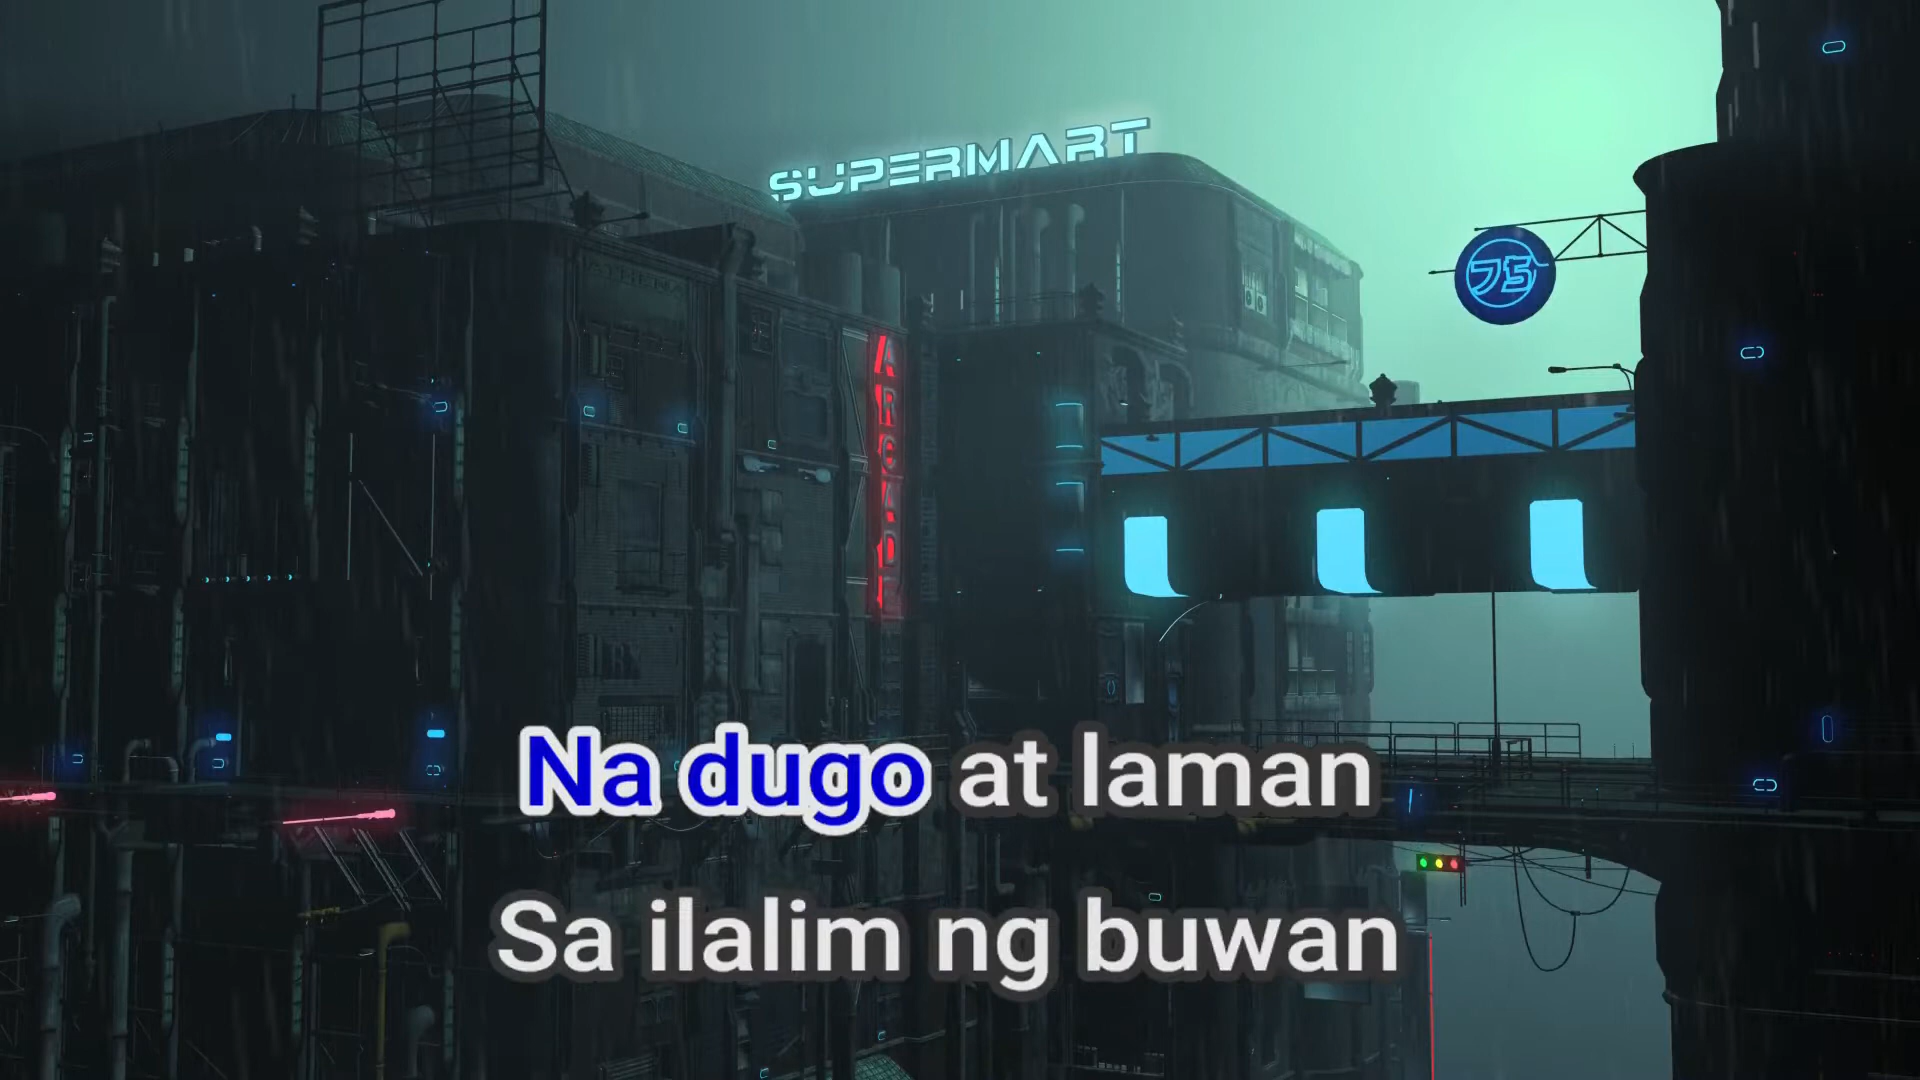 SUPERMART
75
ARCADE
Na dugo at laman
Sa ilalim ng buwan